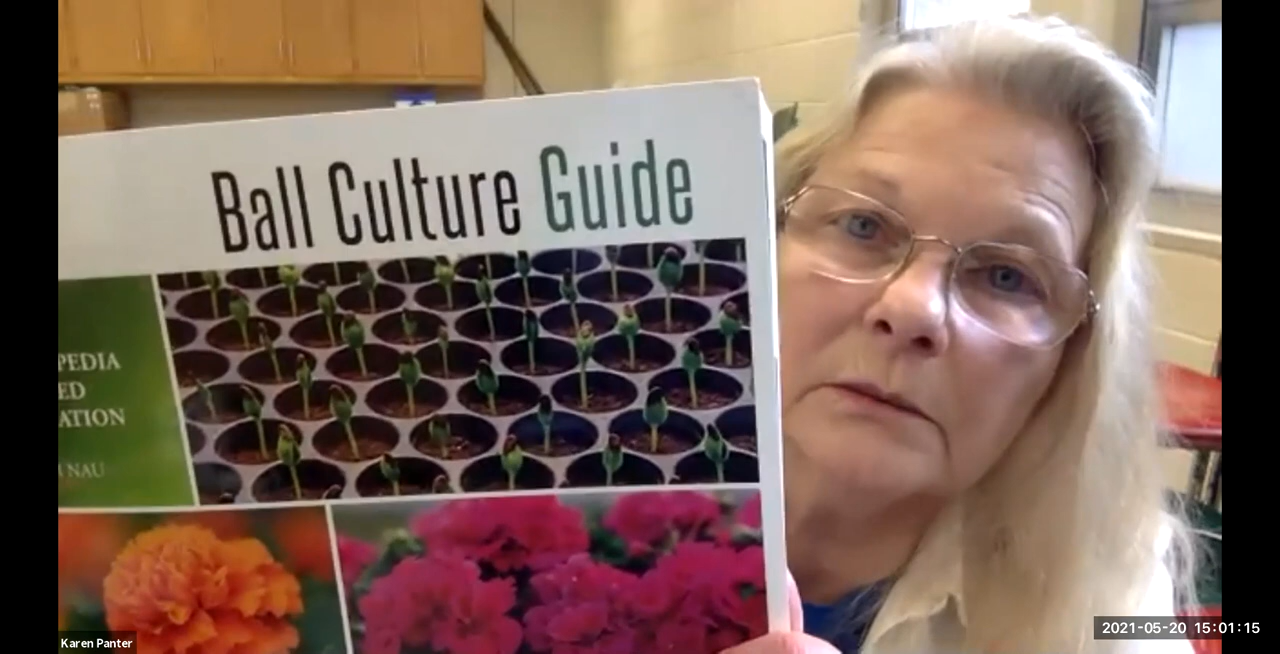 Ball Culture Guide
PEDIA
ED
ATION
NAU
Karen Panter
2021-05-20 15:01:15